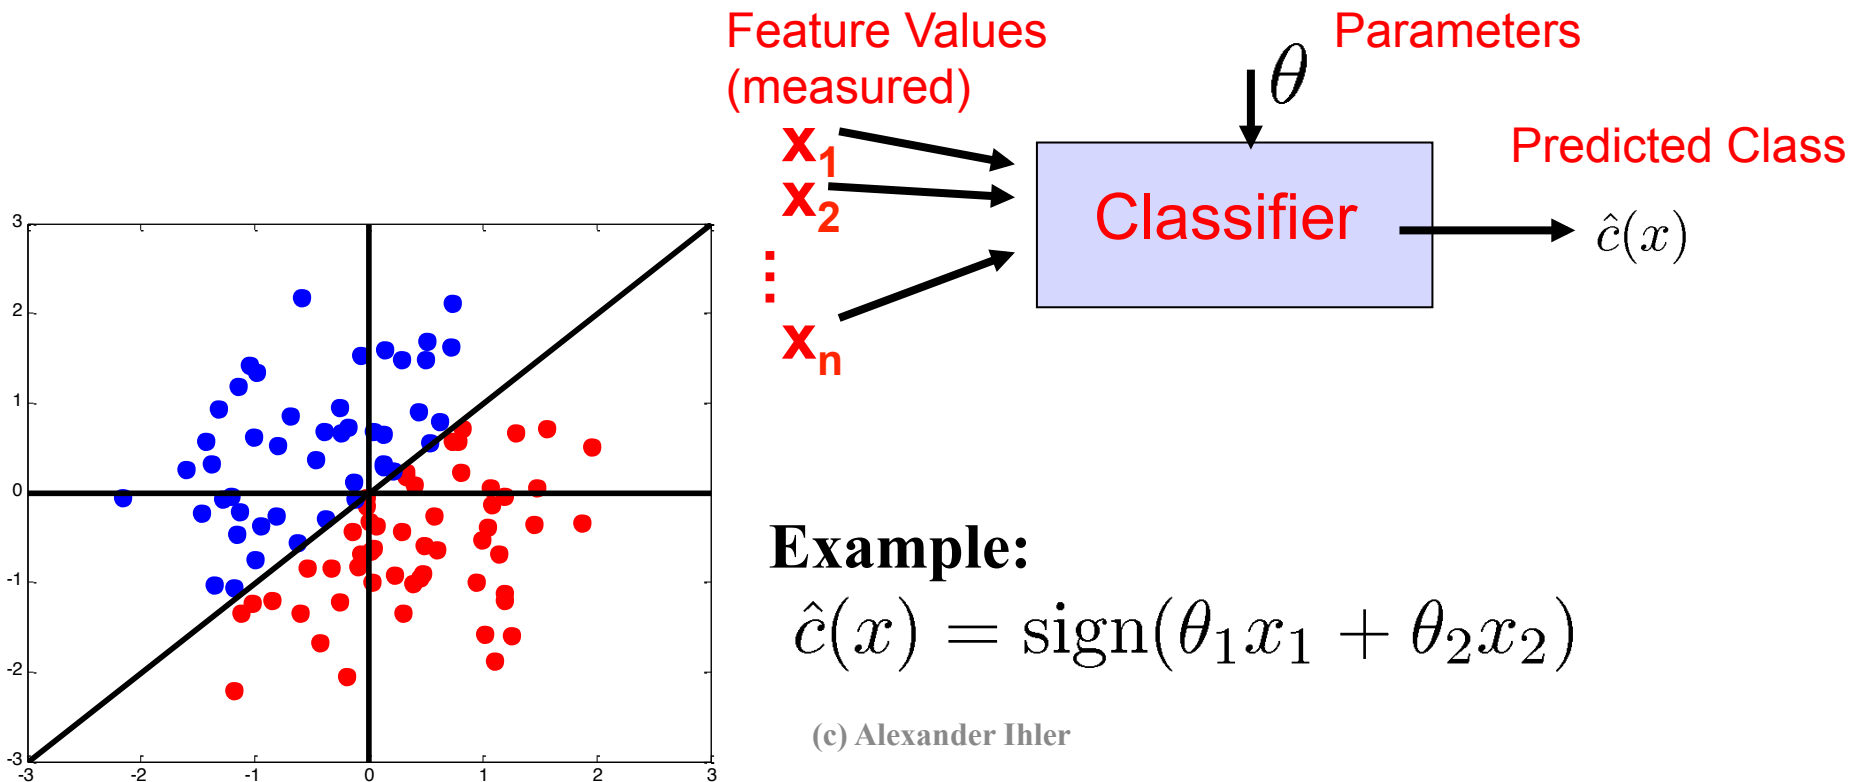 Feature Values
(measured)
Parameters
θ
x₁
x₂
⋮
xₙ
Classifier
Predicted Class
ĉ(x)
3
2
1
0
-1
-2
-3
-3 -2 -1 0 1 2 3
Example:
ĉ(x) = sign(θ₁x₁ + θ₂x₂)
(c) Alexander Ihler